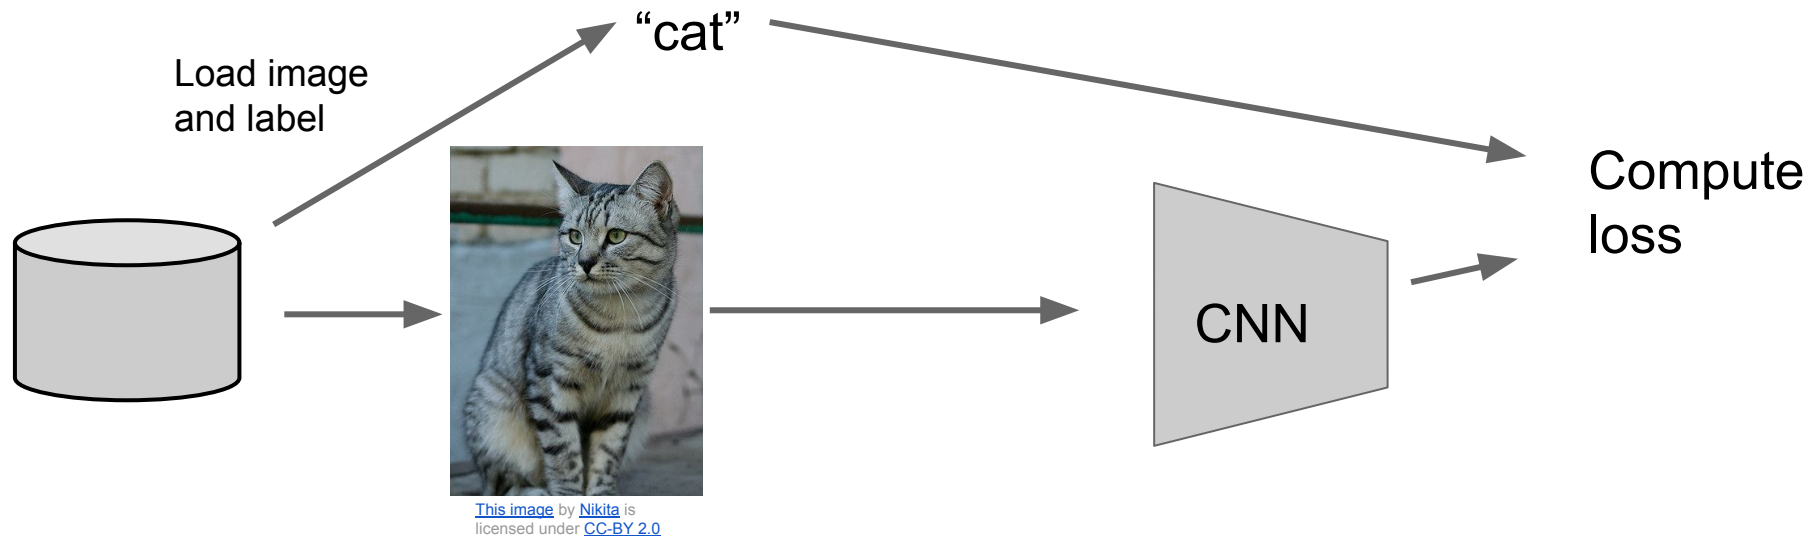 “cat”
Load image
and label
Compute
loss
CNN
This image by Nikita is
licensed under CC-BY 2.0